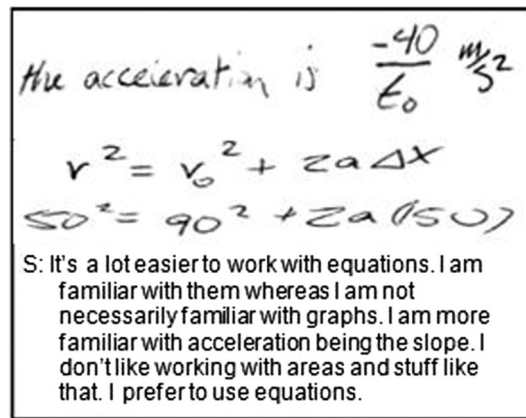 the acceleration is -40/t₀ m/s²
v² = v₀² + 2aΔx
50² = 90² + 2a(150)
S: It's a lot easier to work with equations. I am
familiar with them whereas I am not
necessarily familiar with graphs. I am more
familiar with acceleration being the slope. I
don't like working with areas and stuff like
that. I prefer to use equations.